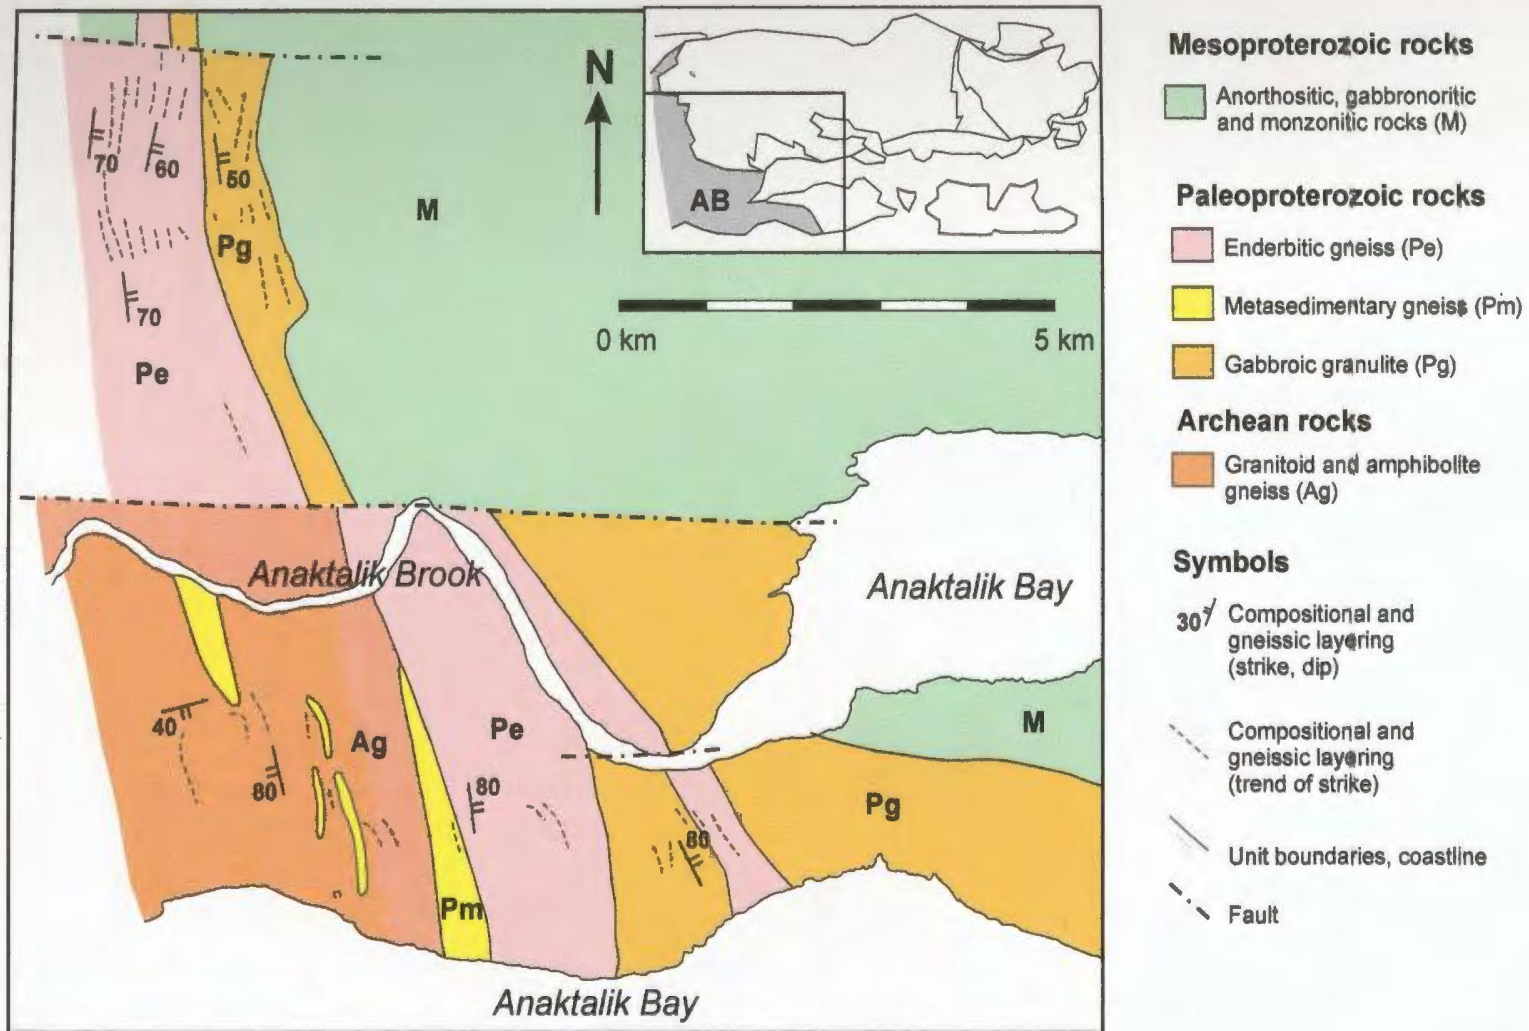 N
AB
0 km
5 km
70
60
50
M
Pg
70
Pe
Anaktalik Brook
Anaktalik Bay
40
80
Ag
Pe
80
M
Pg
80
Pm
Anaktalik Bay
Mesoproterozoic rocks
Anorthositic, gabbronoritic
and monzonitic rocks (M)
Paleoproterozoic rocks
Enderbitic gneiss (Pe)
Metasedimentary gneiss (Pm)
Gabbroic granulite (Pg)
Archean rocks
Granitoid and amphibolite
gneiss (Ag)
Symbols
30
Compositional and
gneissic layering
(strike, dip)
Compositional and
gneissic layering
(trend of strike)
Unit boundaries, coastline
Fault